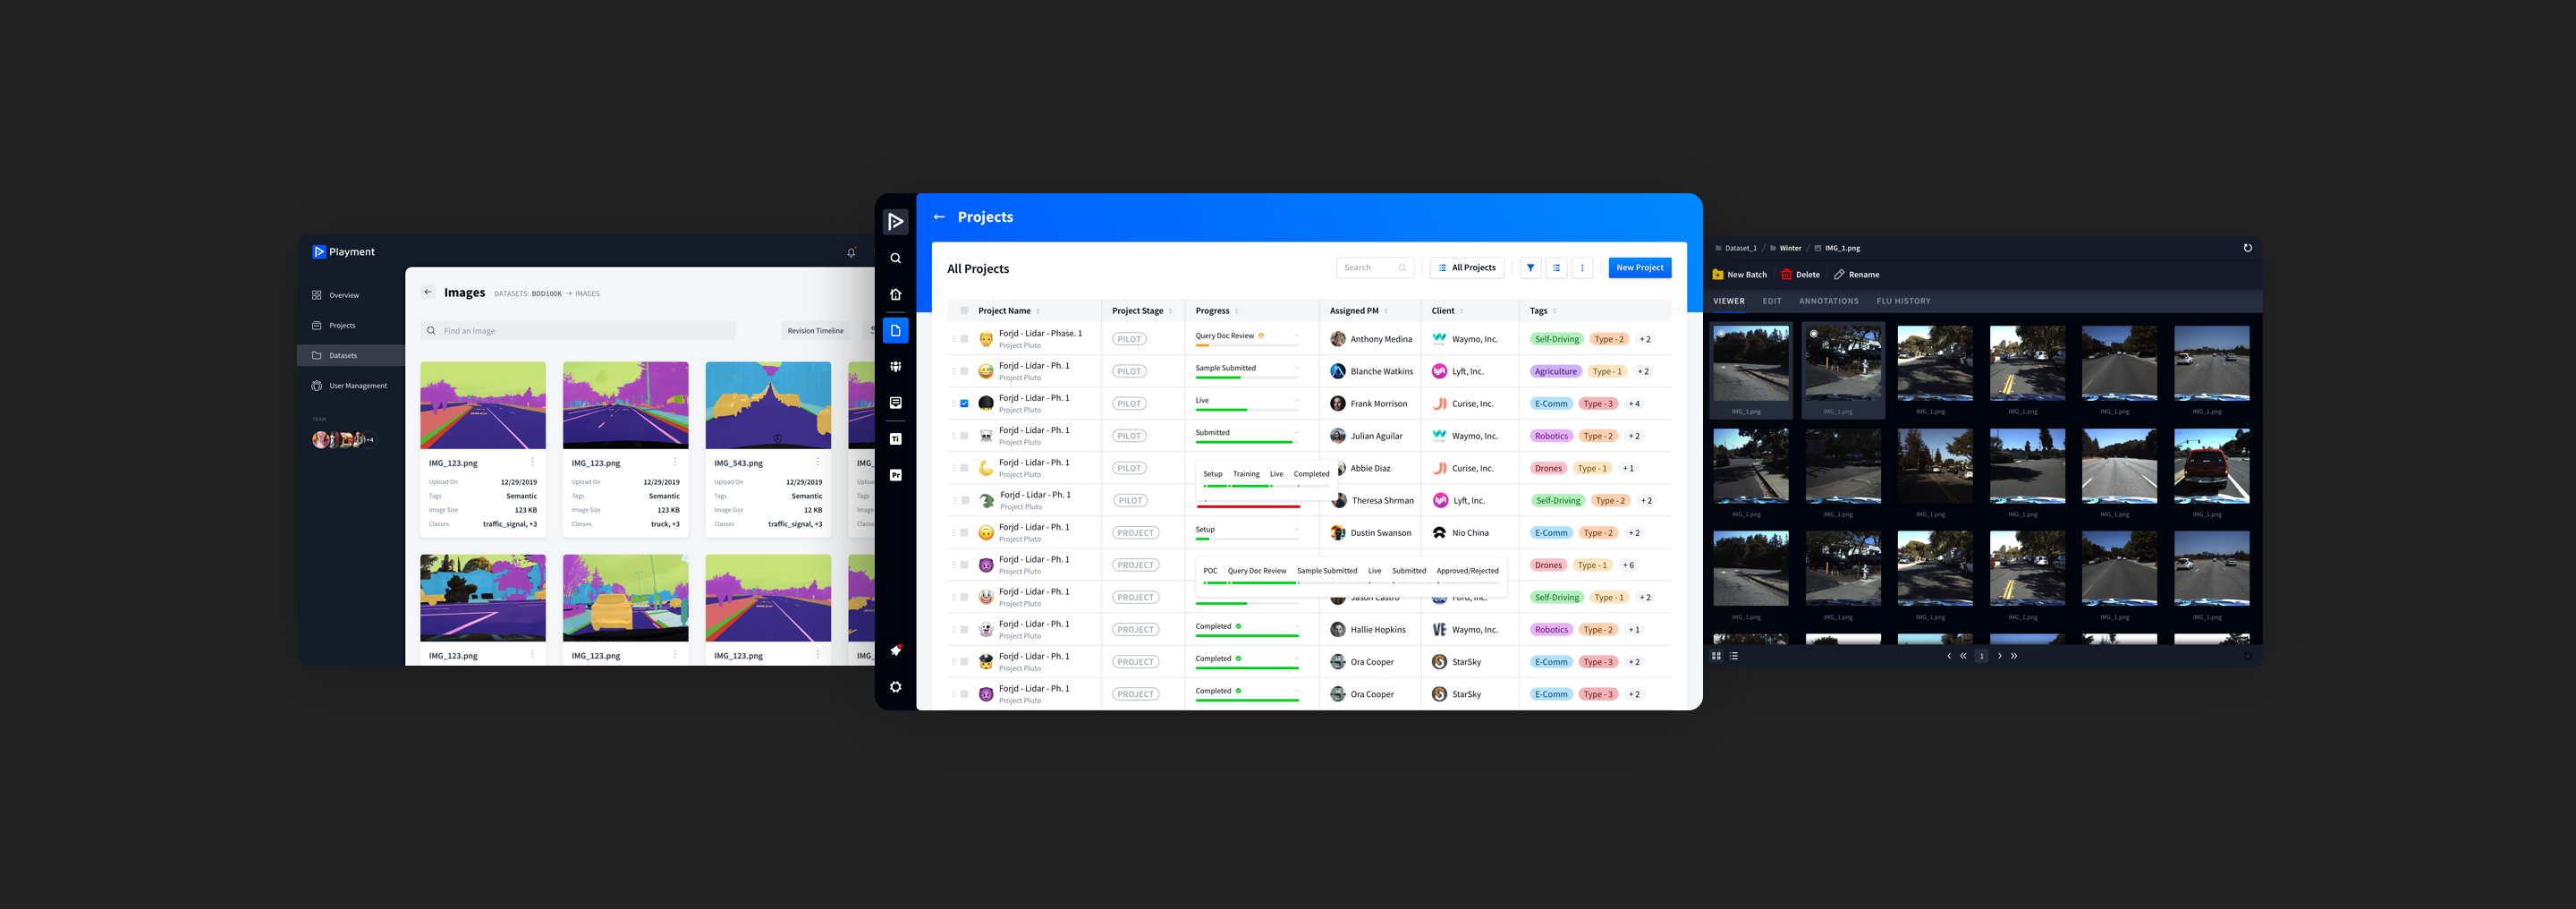 Playment
Overview
Projects
Datasets
User Management
TEAM
+4
Images
DATASETS: BDD100K → IMAGES
Find an Image
Revision Timeline
IMG_123.png
Upload On 12/29/2019
Tags Semantic
Image Size 123 KB
Classes traffic_signal, +3
IMG_123.png
Upload On 12/29/2019
Tags Semantic
Image Size 123 KB
Classes truck, +3
IMG_543.png
Upload On 12/29/2019
Tags Semantic
Image Size 12 KB
Classes traffic_signal, +3
IMG_123.png
IMG_123.png
IMG_123.png
Ti
Pr
Projects
All Projects
Search
All Projects
New Project
Project Name Project Stage Progress Assigned PM Client Tags
Forjd - Lidar - Phase. 1 PILOT Query Doc Review Anthony Medina Waymo, Inc. Self-Driving Type - 2 + 2
Project Pluto
Forjd - Lidar - Ph. 1 PILOT Sample Submitted Blanche Watkins Lyft, Inc. Agriculture Type - 1 + 2
Project Pluto
Forjd - Lidar - Ph. 1 PILOT Live Frank Morrison Curise, Inc. E-Comm Type - 3 + 4
Project Pluto
Forjd - Lidar - Ph. 1 PILOT Submitted Julian Aguilar Waymo, Inc. Robotics Type - 2 + 2
Project Pluto
Forjd - Lidar - Ph. 1 PILOT Abbie Diaz Curise, Inc. Drones Type - 1 + 1
Project Pluto
Setup Training Live Completed
Forjd - Lidar - Ph. 1 PILOT Theresa Shrman Lyft, Inc. Self-Driving Type - 2 + 2
Project Pluto
Forjd - Lidar - Ph. 1 PROJECT Setup Dustin Swanson Nio China E-Comm Type - 2 + 2
Project Pluto
Forjd - Lidar - Ph. 1 PROJECT Drones Type - 1 + 6
Project Pluto
POC Query Doc Review Sample Submitted Live Submitted Approved/Rejected
Forjd - Lidar - Ph. 1 PROJECT Jason Castro Ford, Inc. Self-Driving Type - 1 + 2
Project Pluto
Forjd - Lidar - Ph. 1 PROJECT Completed Hallie Hopkins Waymo, Inc. Robotics Type - 2 + 1
Project Pluto
Forjd - Lidar - Ph. 1 PROJECT Completed Ora Cooper StarSky E-Comm Type - 3 + 2
Project Pluto
Forjd - Lidar - Ph. 1 PROJECT Completed Ora Cooper StarSky E-Comm Type - 3 + 2
Project Pluto
Dataset_1 / Winter / IMG_1.png
New Batch Delete Rename
VIEWER EDIT ANNOTATIONS FLU HISTORY
IMG_1.png IMG_1.png IMG_1.png IMG_1.png IMG_1.png IMG_1.png
IMG_1.png IMG_1.png IMG_1.png IMG_1.png IMG_1.png IMG_1.png
IMG_1.png IMG_1.png IMG_1.png IMG_1.png IMG_1.png IMG_1.png
1